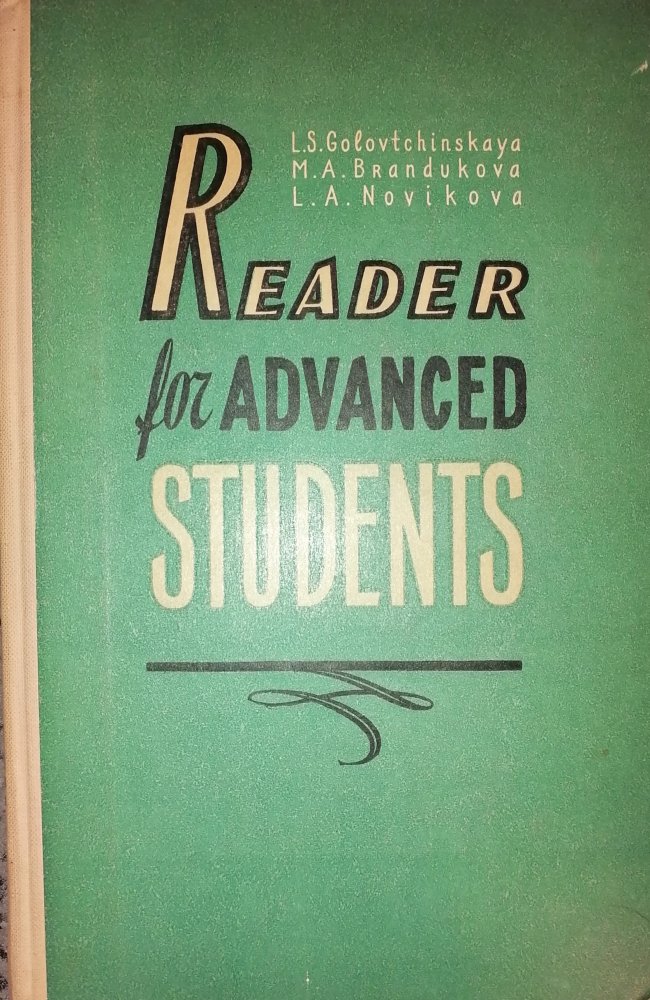 L.S.Golovtchinskaya
M.A.Brandukova
L.A.Novikova
READER
for ADVANCED
STUDENTS